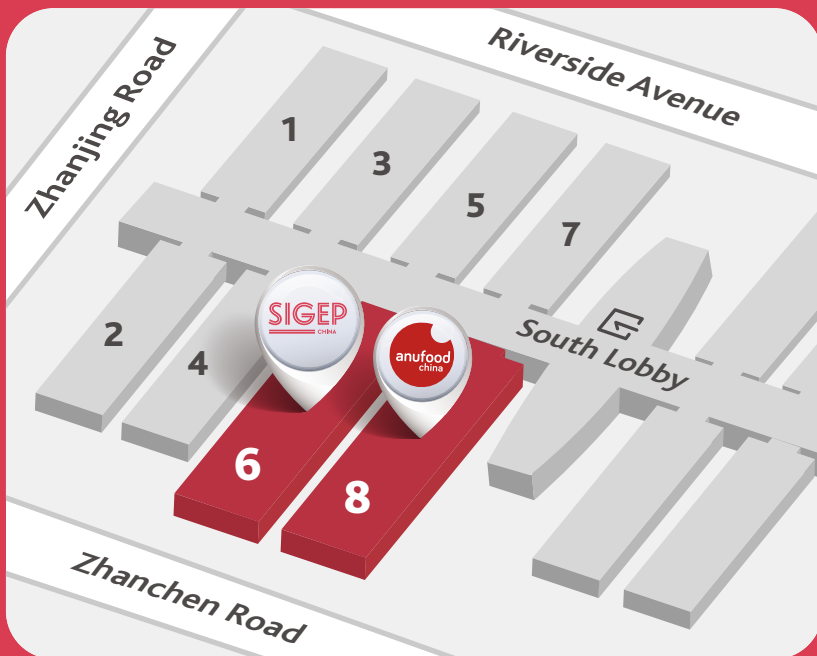 Riverside Avenue
Zhanjing Road
1
3
5
7
2
4
SIGEP
CHINA
anufood
china
South Lobby
6
8
Zhanchen Road